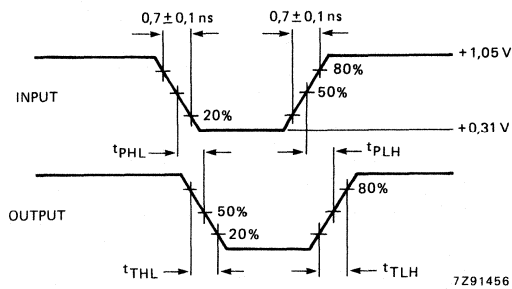 0,7 ± 0,1 ns 0,7 ± 0,1 ns
+1,05 V
80%
INPUT
50%
20%
+0,31 V
tPHL tPLH
80%
OUTPUT
50%
20%
tTHL tTLH
7Z91456